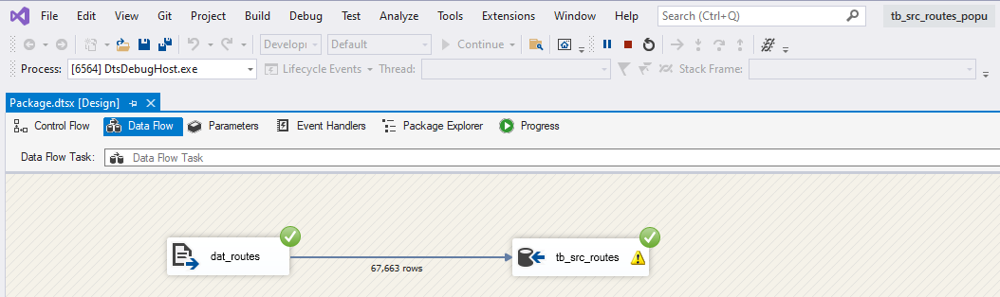 File Edit View Git Project Build Debug Test Analyze Tools Extensions Window Help Search (Ctrl+Q) tb_src_routes_popu
Develop Default Continue
Process: [6564] DtsDebugHost.exe Lifecycle Events Thread: Stack Frame:
Package.dtsx [Design]
Control Flow Data Flow Parameters Event Handlers Package Explorer Progress
Data Flow Task: Data Flow Task
dat_routes tb_src_routes
67,663 rows